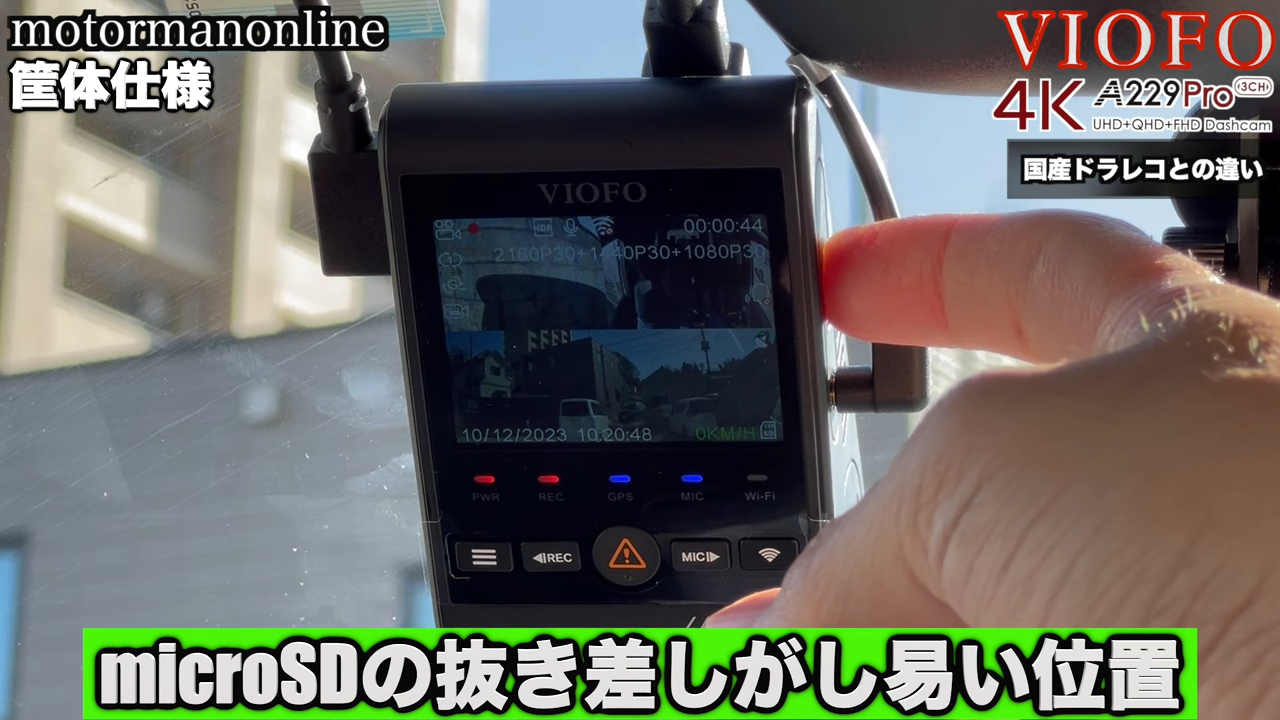 motormanonline
筐体仕様
VIOFO
4K A229Pro 3CH
UHD+QHD+FHD Dashcam
国産ドラレコとの違い
VIOFO
HDR 00:00:44
2160P30+1440P30+1080P30
10/12/2023 10:20:48 0KM/H
PWR REC GPS MIC Wi-Fi
REC MIC
microSDの抜き差しがし易い位置